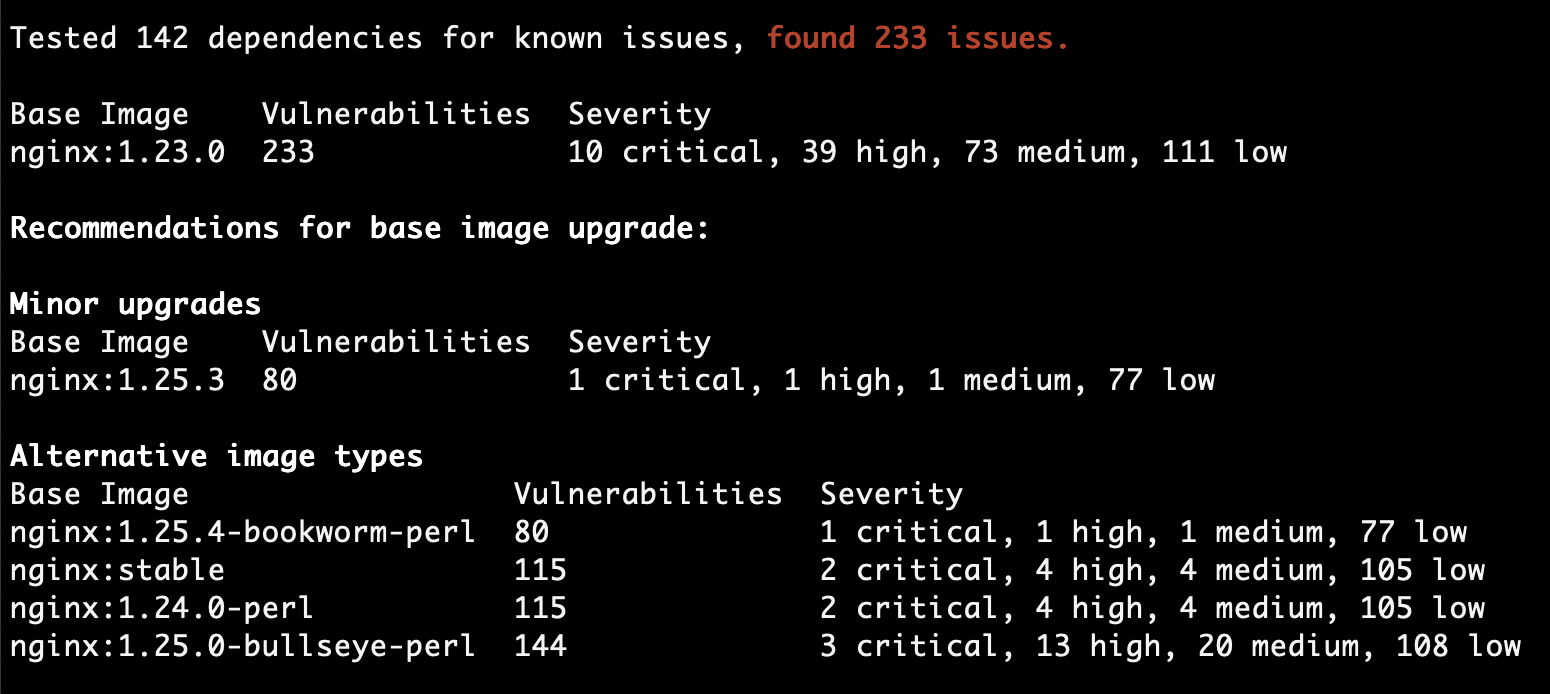 Tested 142 dependencies for known issues, found 233 issues.
Base Image    Vulnerabilities  Severity
nginx:1.23.0  233              10 critical, 39 high, 73 medium, 111 low
Recommendations for base image upgrade:
Minor upgrades
Base Image    Vulnerabilities  Severity
nginx:1.25.3  80               1 critical, 1 high, 1 medium, 77 low
Alternative image types
Base Image                  Vulnerabilities  Severity
nginx:1.25.4-bookworm-perl  80               1 critical, 1 high, 1 medium, 77 low
nginx:stable                115              2 critical, 4 high, 4 medium, 105 low
nginx:1.24.0-perl           115              2 critical, 4 high, 4 medium, 105 low
nginx:1.25.0-bullseye-perl  144              3 critical, 13 high, 20 medium, 108 low